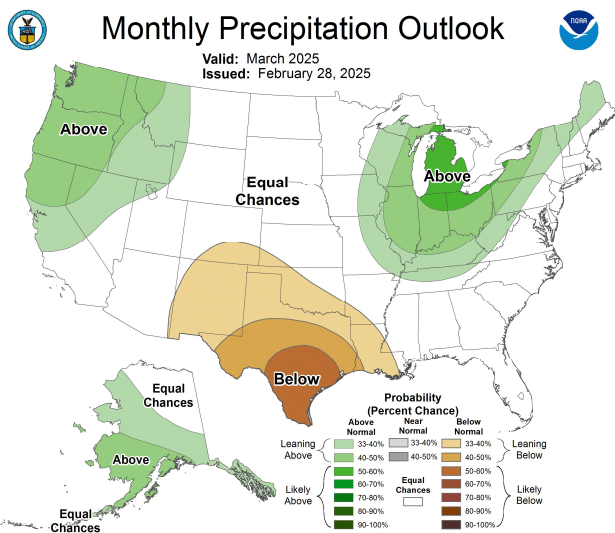 Monthly Precipitation Outlook
Valid: March 2025
Issued: February 28, 2025
NOAA
Above
Equal
Chances
Above
Below
Equal
Chances
Above
Equal
Chances
Probability
(Percent Chance)
Above
Normal
Near
Normal
Below
Normal
Leaning
Above
33-40%
33-40%
33-40%
Leaning
Below
40-50%
40-50%
40-50%
Likely
Above
50-60%
60-70%
70-80%
80-90%
90-100%
Equal
Chances
50-60%
60-70%
70-80%
80-90%
90-100%
Likely
Below